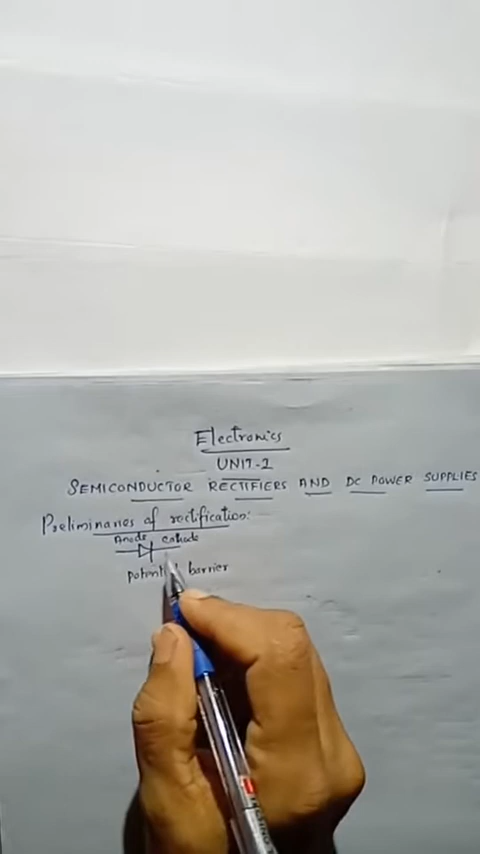 Electronics
UNIT-2
SEMICONDUCTOR RECTIFIERS AND DC POWER SUPPLIES
Preliminaries of rectification:
Anode cathode
barrier